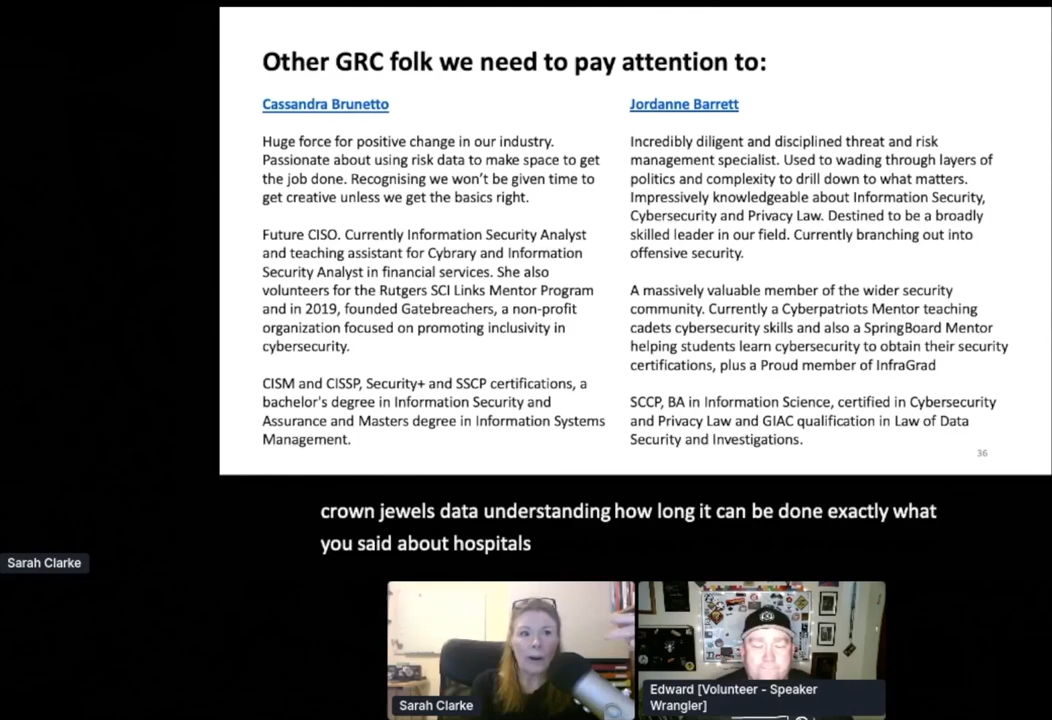 Other GRC folk we need to pay attention to:
Cassandra Brunetto
Huge force for positive change in our industry.
Passionate about using risk data to make space to get
the job done. Recognising we won't be given time to
get creative unless we get the basics right.
Future CISO. Currently Information Security Analyst
and teaching assistant for Cybrary and Information
Security Analyst in financial services. She also
volunteers for the Rutgers SCI Links Mentor Program
and in 2019, founded Gatebreachers, a non-profit
organization focused on promoting inclusivity in
cybersecurity.
CISM and CISSP, Security+ and SSCP certifications, a
bachelor's degree in Information Security and
Assurance and Masters degree in Information Systems
Management.
Jordanne Barrett
Incredibly diligent and disciplined threat and risk
management specialist. Used to wading through layers of
politics and complexity to drill down to what matters.
Impressively knowledgeable about Information Security,
Cybersecurity and Privacy Law. Destined to be a broadly
skilled leader in our field. Currently branching out into
offensive security.
A massively valuable member of the wider security
community. Currently a Cyberpatriots Mentor teaching
cadets cybersecurity skills and also a SpringBoard Mentor
helping students learn cybersecurity to obtain their security
certifications, plus a Proud member of InfraGrad
SCCP, BA in Information Science, certified in Cybersecurity
and Privacy Law and GIAC qualification in Law of Data
Security and Investigations.
36
crown jewels data understanding how long it can be done exactly what
you said about hospitals
Sarah Clarke
Sarah Clarke
Edward [Volunteer - Speaker
Wrangler]